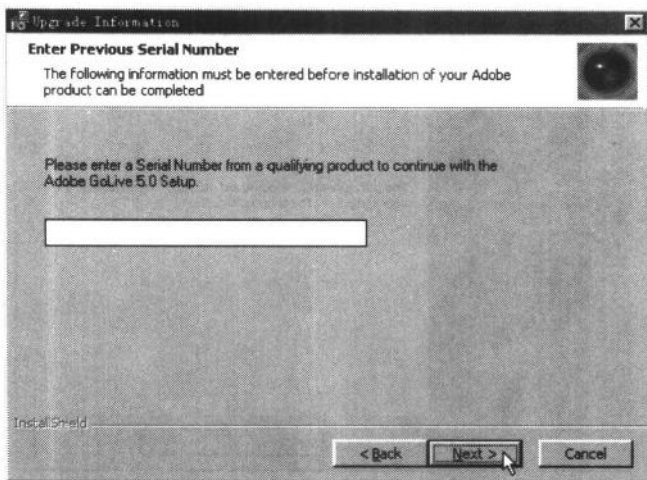 Upgrade Information
Enter Previous Serial Number
The following information must be entered before installation of your Adobe
product can be completed
Please enter a Serial Number from a qualifying product to continue with the
Adobe GoLive 5.0 Setup.
InstallShield
< Back
Next >
Cancel